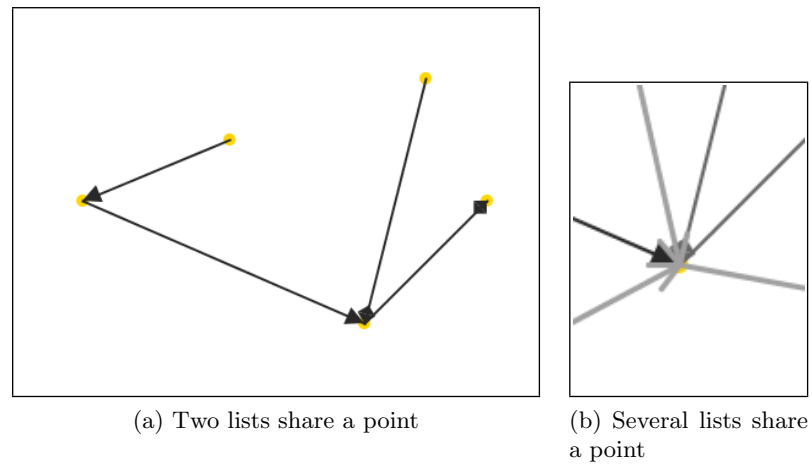 (a) Two lists share a point
(b) Several lists share
a point